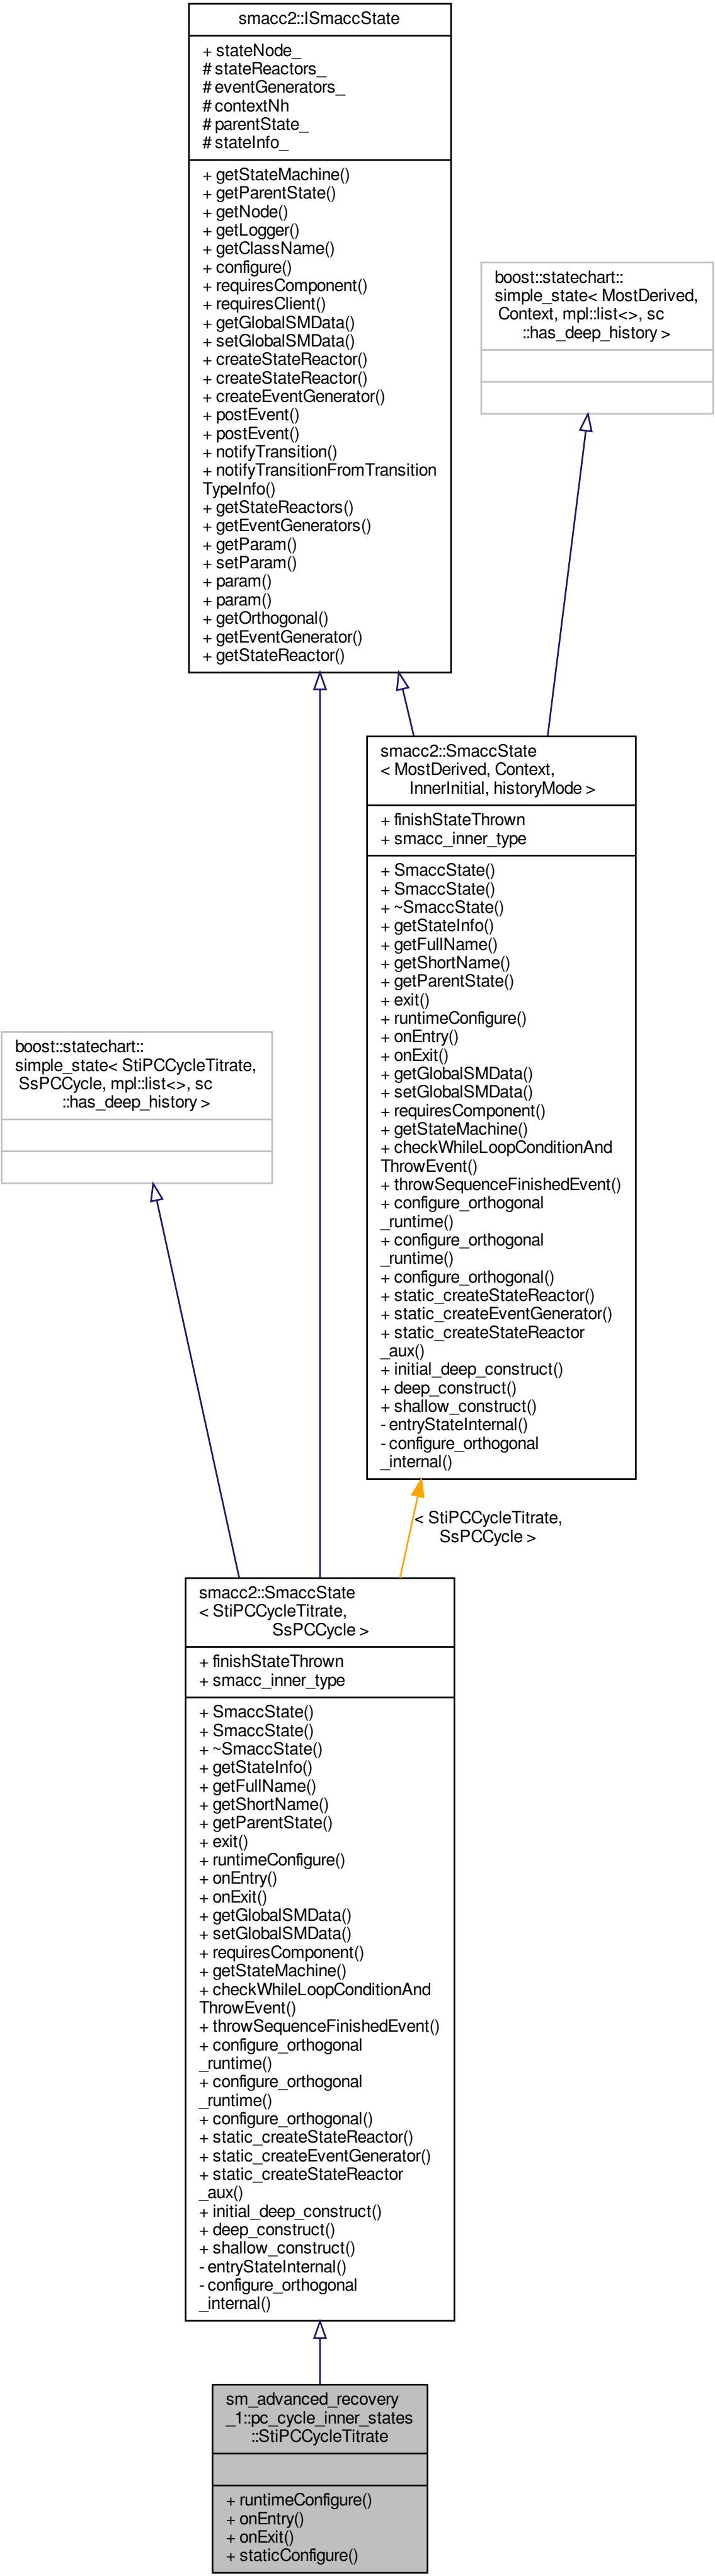 smacc2::ISmaccState
+ stateNode_
# stateReactors_
# eventGenerators_
# contextNh
# parentState_
# stateInfo_
+ getStateMachine()
+ getParentState()
+ getNode()
+ getLogger()
+ getClassName()
+ configure()
+ requiresComponent()
+ requiresClient()
+ getGlobalSMData()
+ setGlobalSMData()
+ createStateReactor()
+ createStateReactor()
+ createEventGenerator()
+ postEvent()
+ postEvent()
+ notifyTransition()
+ notifyTransitionFromTransition
TypeInfo()
+ getStateReactors()
+ getEventGenerators()
+ getParam()
+ setParam()
+ param()
+ param()
+ getOrthogonal()
+ getEventGenerator()
+ getStateReactor()
boost::statechart::
simple_state< MostDerived,
Context, mpl::list<>, sc
::has_deep_history >
smacc2::SmaccState
< MostDerived, Context,
InnerInitial, historyMode >
+ finishStateThrown
+ smacc_inner_type
+ SmaccState()
+ SmaccState()
+ ~SmaccState()
+ getStateInfo()
+ getFullName()
+ getShortName()
+ getParentState()
+ exit()
+ runtimeConfigure()
+ onEntry()
+ onExit()
+ getGlobalSMData()
+ setGlobalSMData()
+ requiresComponent()
+ getStateMachine()
+ checkWhileLoopConditionAnd
ThrowEvent()
+ throwSequenceFinishedEvent()
+ configure_orthogonal
_runtime()
+ configure_orthogonal
_runtime()
+ configure_orthogonal()
+ static_createStateReactor()
+ static_createEventGenerator()
+ static_createStateReactor
_aux()
+ initial_deep_construct()
+ deep_construct()
+ shallow_construct()
- entryStateInternal()
- configure_orthogonal
_internal()
boost::statechart::
simple_state< StiPCCycleTitrate,
SsPCCycle, mpl::list<>, sc
::has_deep_history >
< StiPCCycleTitrate,
SsPCCycle >
smacc2::SmaccState
< StiPCCycleTitrate,
SsPCCycle >
+ finishStateThrown
+ smacc_inner_type
+ SmaccState()
+ SmaccState()
+ ~SmaccState()
+ getStateInfo()
+ getFullName()
+ getShortName()
+ getParentState()
+ exit()
+ runtimeConfigure()
+ onEntry()
+ onExit()
+ getGlobalSMData()
+ setGlobalSMData()
+ requiresComponent()
+ getStateMachine()
+ checkWhileLoopConditionAnd
ThrowEvent()
+ throwSequenceFinishedEvent()
+ configure_orthogonal
_runtime()
+ configure_orthogonal
_runtime()
+ configure_orthogonal()
+ static_createStateReactor()
+ static_createEventGenerator()
+ static_createStateReactor
_aux()
+ initial_deep_construct()
+ deep_construct()
+ shallow_construct()
- entryStateInternal()
- configure_orthogonal
_internal()
sm_advanced_recovery
_1::pc_cycle_inner_states
::StiPCCycleTitrate
+ runtimeConfigure()
+ onEntry()
+ onExit()
+ staticConfigure()